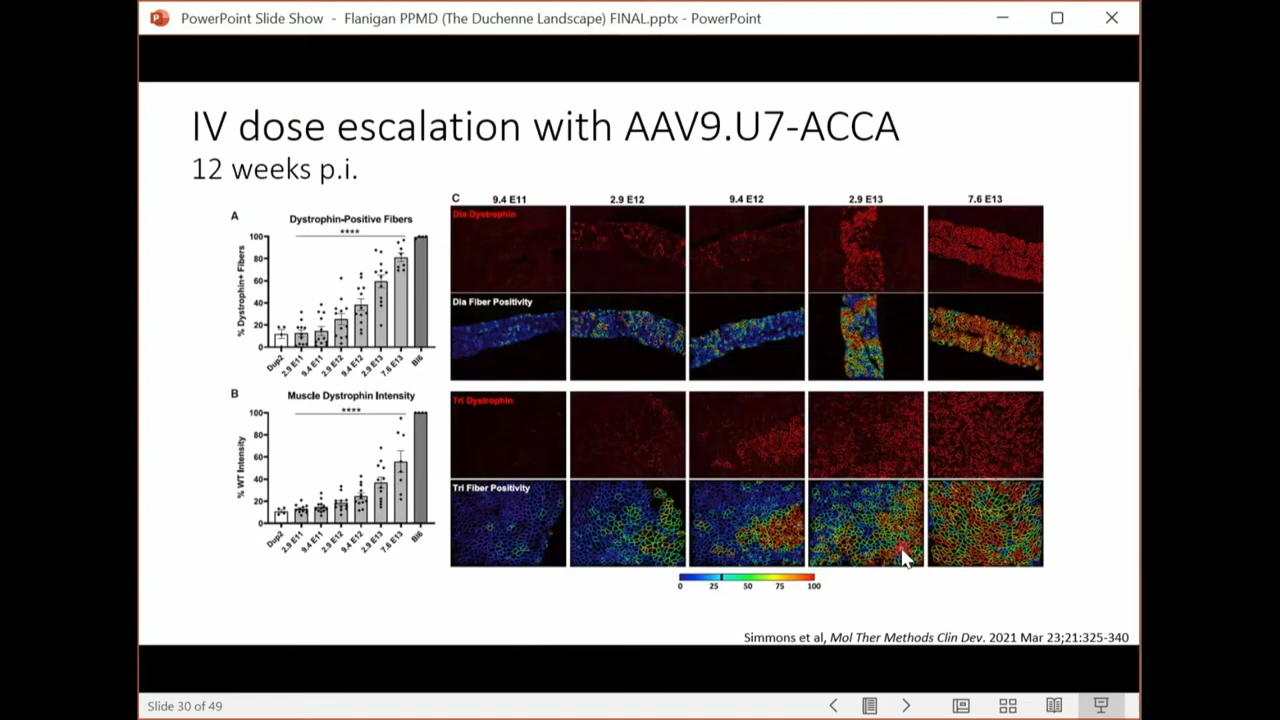 PowerPoint Slide Show - Flanigan PPMD (The Duchenne Landscape) FINAL.pptx - PowerPoint
IV dose escalation with AAV9.U7-ACCA
12 weeks p.i.
A
Dystrophin-Positive Fibers
****
% Dystrophin+ Fibers
100
80
60
40
20
0
Dup2 2.9 E11 9.4 E11 2.9 E12 9.4 E12 2.9 E13 7.6 E13 Bl6
B
Muscle Dystrophin Intensity
****
% WT Intensity
100
80
60
40
20
0
Dup2 2.9 E11 9.4 E11 2.9 E12 9.4 E12 2.9 E13 7.6 E13 Bl6
C
9.4 E11 2.9 E12 9.4 E12 2.9 E13 7.6 E13
Dia Dystrophin
Dia Fiber Positivity
Tri Dystrophin
Tri Fiber Positivity
0 25 50 75 100
Simmons et al, Mol Ther Methods Clin Dev. 2021 Mar 23;21:325-340
Slide 30 of 49